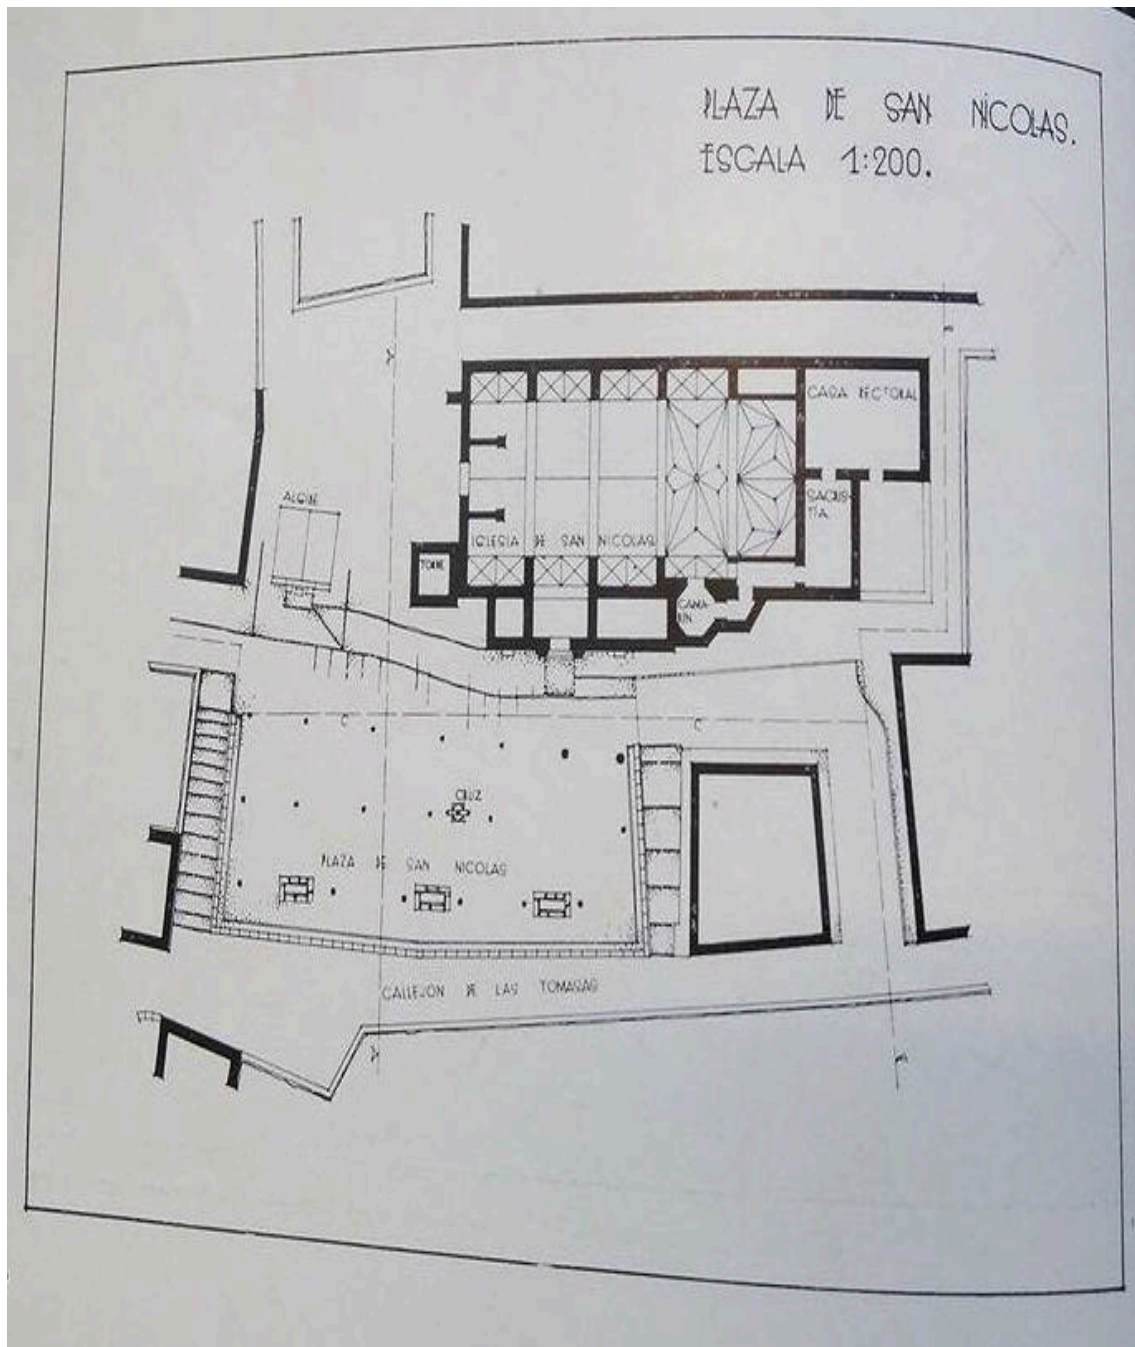 PLAZA DE SAN NICOLAS.
ESCALA 1:200.
CASA RECTORAL
SACRIS-
TIA.
ALGIBE
IGLESIA DE SAN NICOLAS
TORRE
CAMA-
RIN
C
C
CRUZ
PLAZA DE SAN NICOLAS
CALLEJON DE LAS TOMASAS